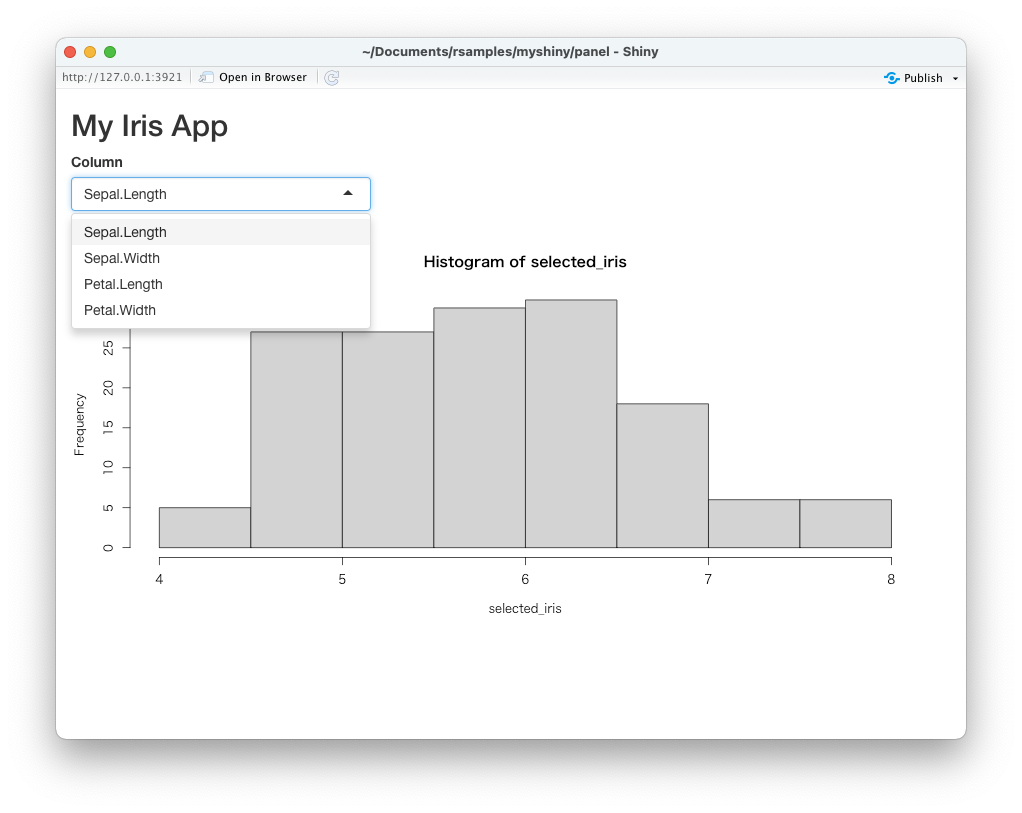 ~/Documents/rsamples/myshiny/panel - Shiny
http://127.0.0.1:3921 Open in Browser Publish
My Iris App
Column
Sepal.Length
Sepal.Length
Sepal.Width
Petal.Length
Petal.Width
Histogram of selected_iris
Frequency
25
20
15
10
5
0
4 5 6 7 8
selected_iris